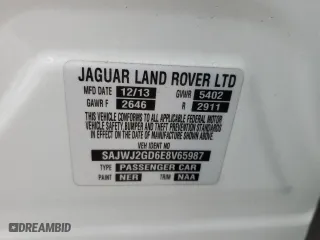 JAGUAR LAND ROVER LTD
MFD DATE 12/13 GVWR 5402
GAWR F 2646 R 2911
THIS VEHICLE CONFORMS TO ALL APPLICABLE FEDERAL MOTOR
VEHICLE SAFETY, BUMPER AND THEFT PREVENTION STANDARDS
IN EFFECT ON THE DATE OF MANUFACTURE SHOWN ABOVE
VEH IDENT NO
SAJWJ2GD6E8V65987
TYPE PASSENGER CAR
PAINT NER TRIM NAA
DREAMBID